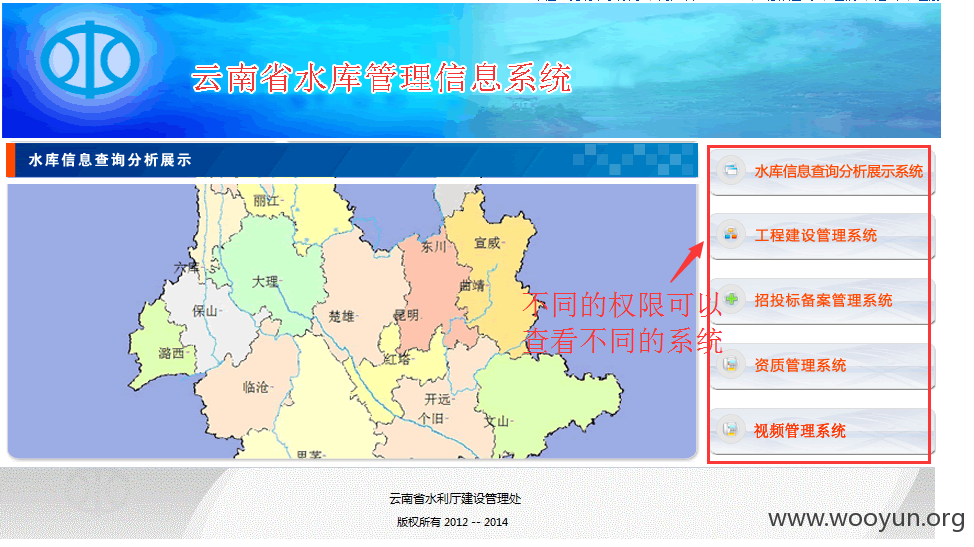 云南省水库管理信息系统
水库信息查询分析展示
丽江
东川
宣威
六库
大理
曲靖
保山
楚雄
昆明
潞西
红塔
临沧
开远
个旧
文山
思茅
不同的权限可以
查看不同的系统
水库信息查询分析展示系统
工程建设管理系统
招投标备案管理系统
资质管理系统
视频管理系统
云南省水利厅建设管理处
版权所有 2012 -- 2014
www.wooyun.org